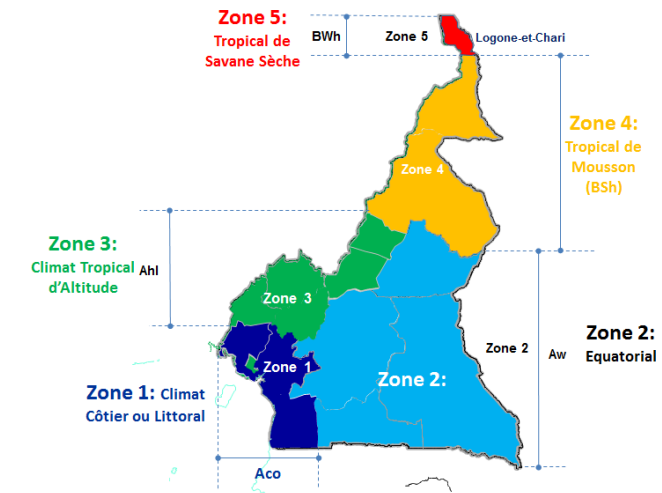 Zone 5:
Tropical de
Savane Sèche
BWh
Zone 5
Logone-et-Chari
Zone 4:
Tropical de
Mousson
(BSh)
Zone 4
Zone 3:
Climat Tropical
d’Altitude
Ahl
Zone 3
Zone 2:
Equatorial
Zone 2
Aw
Zone 1
Zone 2:
Zone 1: Climat
Côtier ou Littoral
Aco